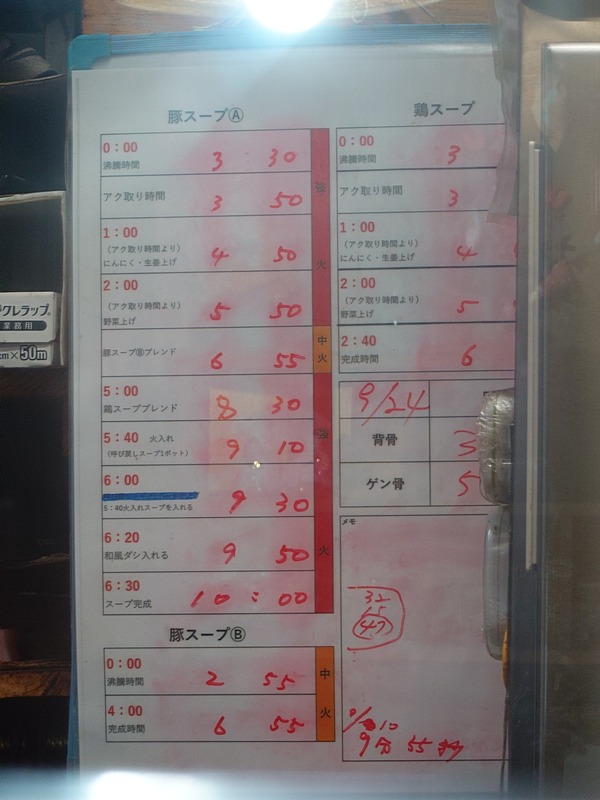 豚スープⒶ
0：00
沸騰時間
3 30
アク取り時間
3 50
1：00
（アク取り時間より）
にんにく・生姜上げ
4 50
2：00
（アク取り時間より）
野菜上げ
5 50
強
火
豚スープⒷブレンド
6 55
中
火
5：00
鶏スープブレンド
8 30
5：40 火入れ
（呼び戻しスープ1ポット）
9 10
6：00
5：40火入れスープを入れる
9 30
6：20
和風ダシ入れる
9 50
6：30
スープ完成
10：00
強
火
豚スープⒷ
0：00
沸騰時間
2 55
4：00
完成時間
6 55
中
火
鶏スープ
0：00
沸騰時間
3
アク取り時間
3
1：00
（アク取り時間より）
にんにく・生姜上げ
4
2：00
（アク取り時間より）
野菜上げ
5
2：40
完成時間
6
9/24
背骨
3
ゲン骨
5
メモ
32
15
47
10
9分 55秒
クレラップ
業務用
cm×50m